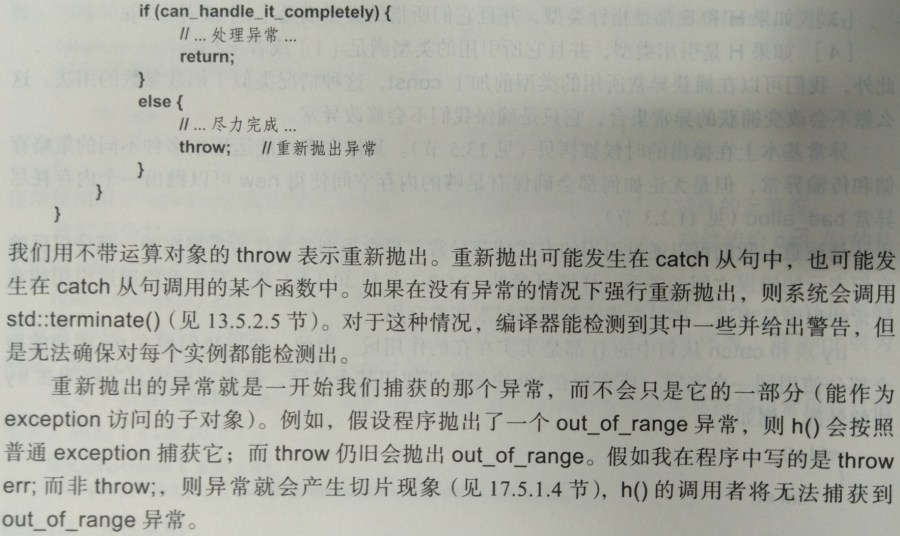 if (can_handle_it_completely) {
// ... 处理异常 ...
return;
}
else {
// ... 尽力完成 ...
throw; // 重新抛出异常
}
}
}
我们用不带运算对象的 throw 表示重新抛出。重新抛出可能发生在 catch 从句中，也可能发
生在 catch 从句调用的某个函数中。如果在没有异常的情况下强行重新抛出，则系统会调用
std::terminate()（见 13.5.2.5 节）。对于这种情况，编译器能检测到其中一些并给出警告，但
是无法确保对每个实例都能检测出。
重新抛出的异常就是一开始我们捕获的那个异常，而不会只是它的一部分（能作为
exception 访问的子对象）。例如，假设程序抛出了一个 out_of_range 异常，则 h() 会按照
普通 exception 捕获它；而 throw 仍旧会抛出 out_of_range。假如我在程序中写的是 throw
err; 而非 throw;，则异常就会产生切片现象（见 17.5.1.4 节），h() 的调用者将无法捕获到
out_of_range 异常。